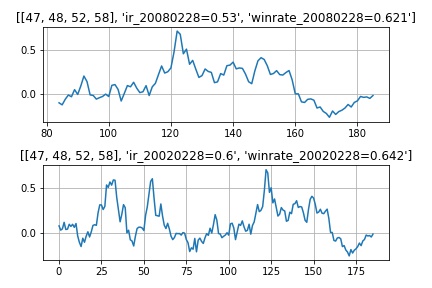 [[47, 48, 52, 58], 'ir_20080228=0.53', 'winrate_20080228=0.621']
0.5
0.0
80 100 120 140 160 180
[[47, 48, 52, 58], 'ir_20020228=0.6', 'winrate_20020228=0.642']
0.5
0.0
0 25 50 75 100 125 150 175